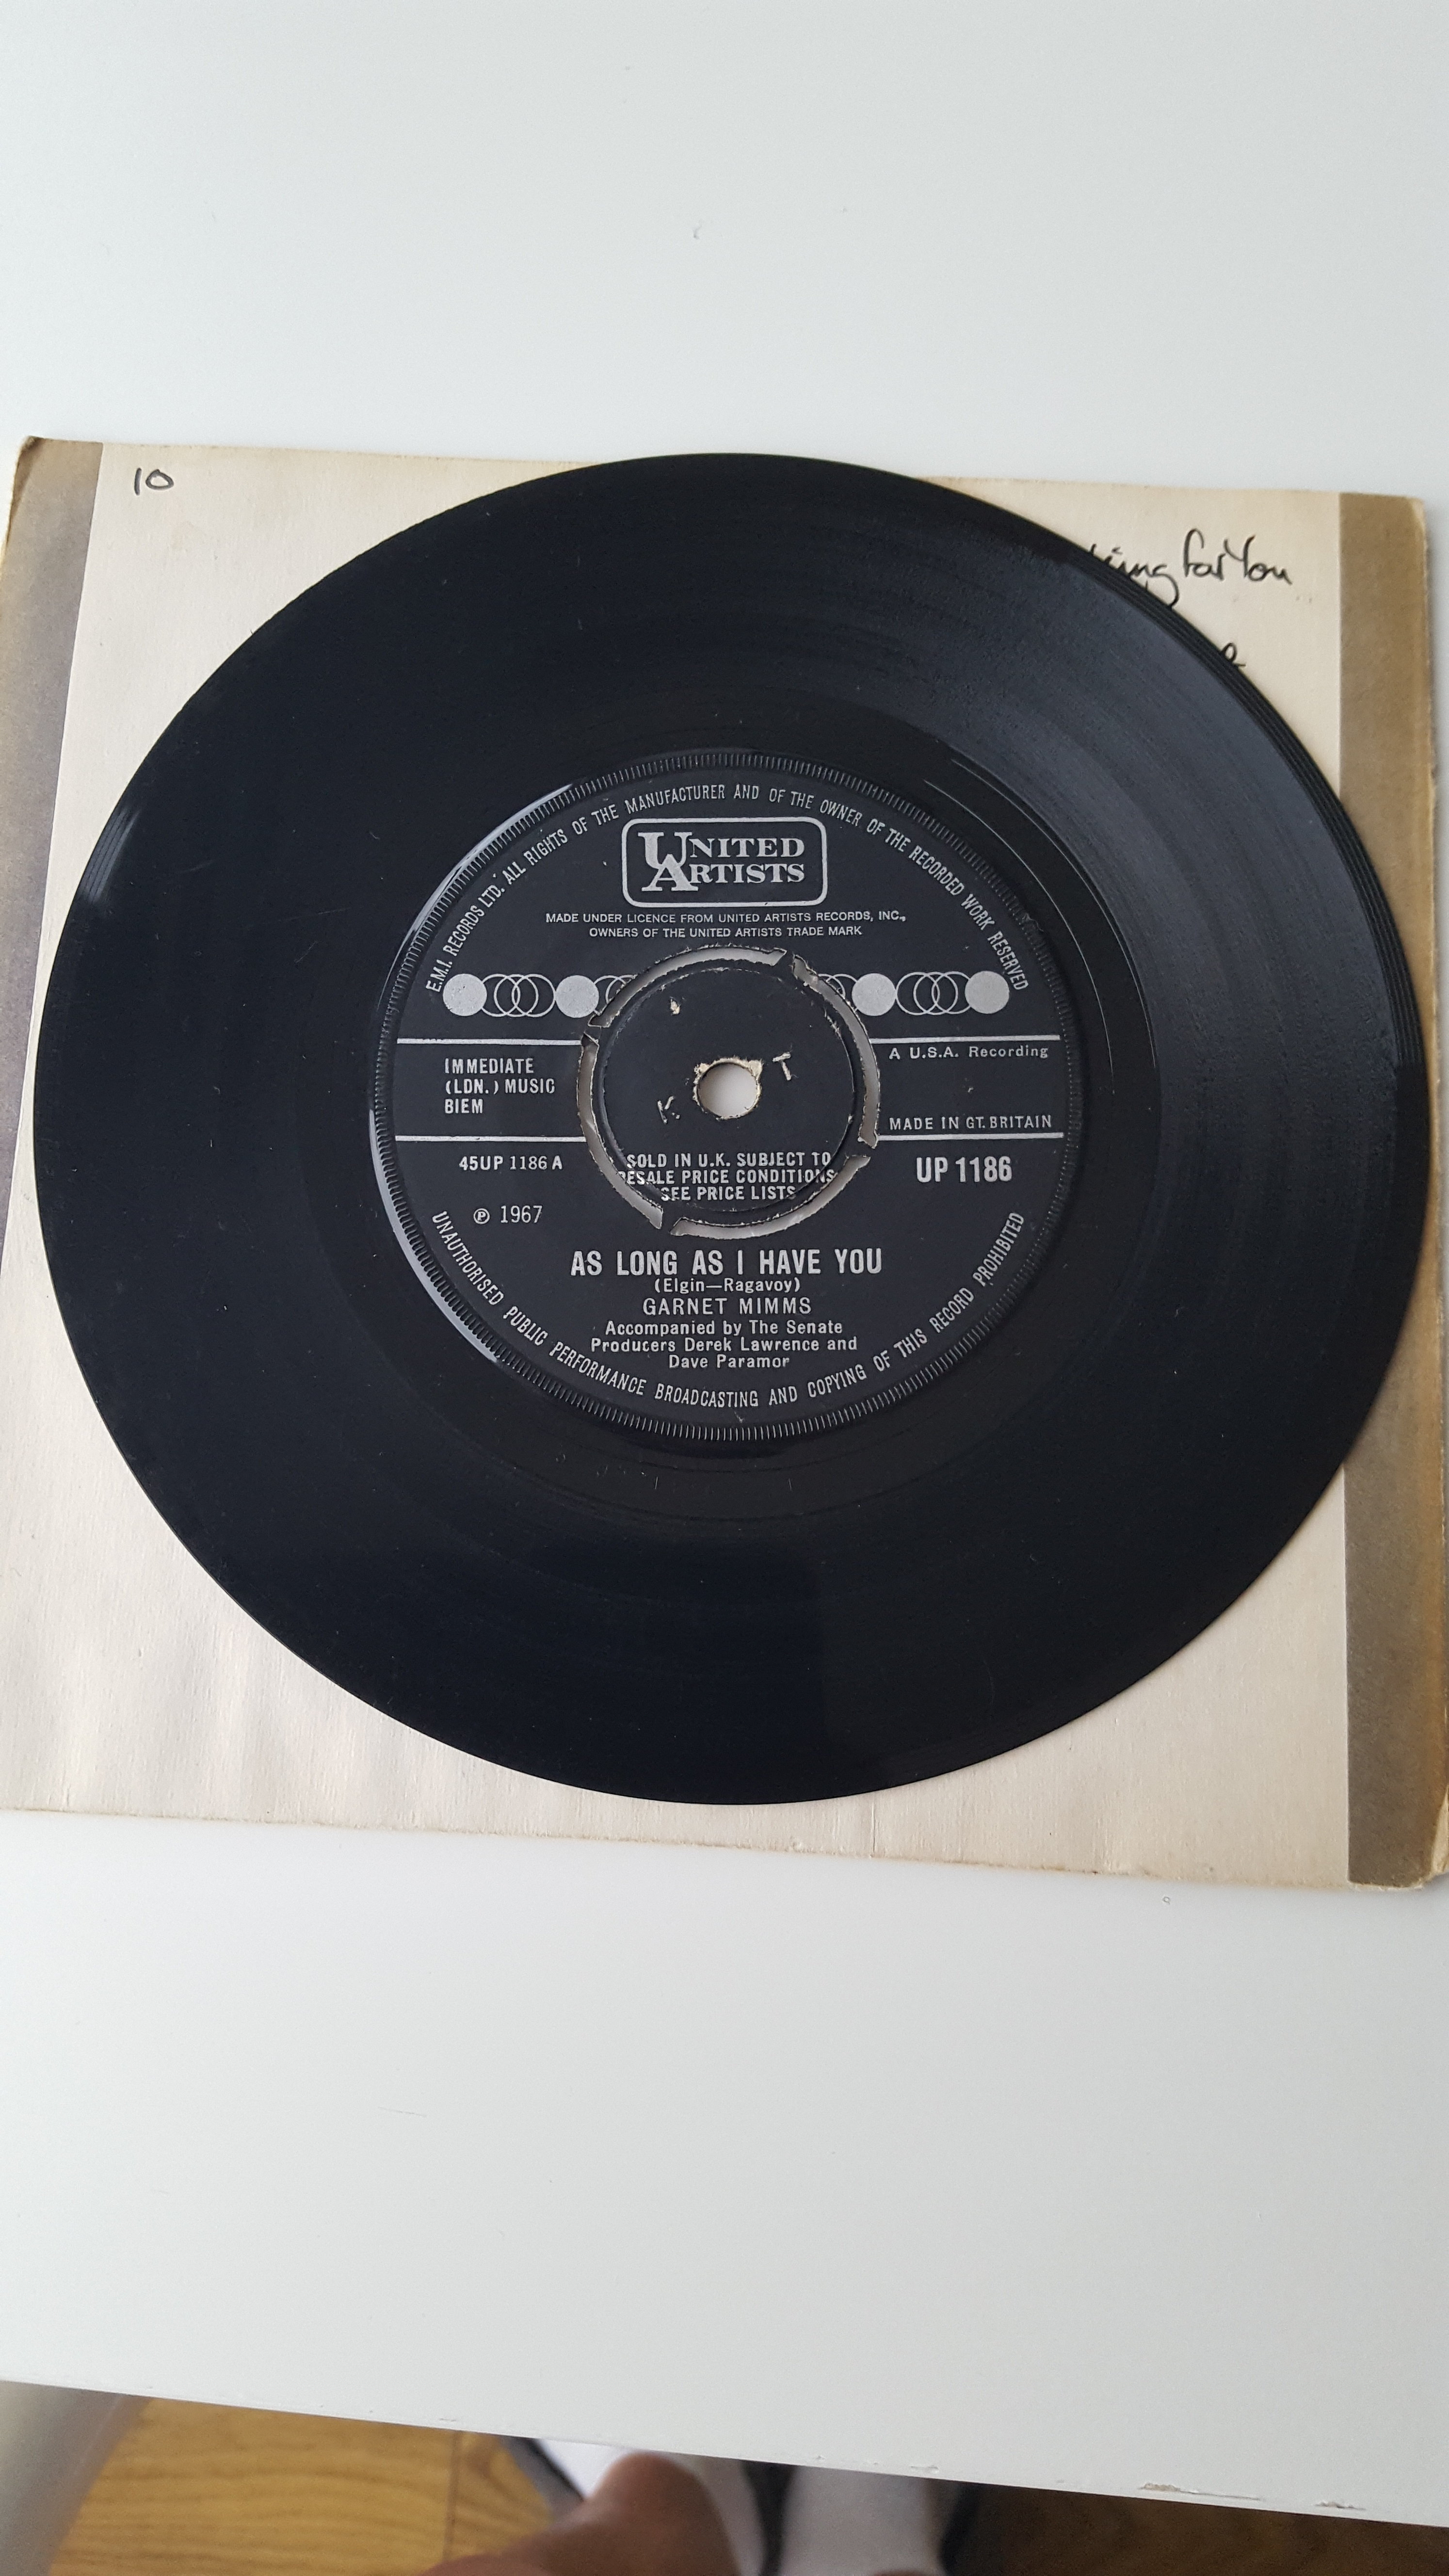 10
for You
E.M.I. RECORDS LTD. ALL RIGHTS OF THE MANUFACTURER AND OF THE OWNER OF THE RECORDED WORK RESERVED
UNITED
ARTISTS
MADE UNDER LICENCE FROM UNITED ARTISTS RECORDS, INC.,
OWNERS OF THE UNITED ARTISTS TRADE MARK
IMMEDIATE
(LDN.) MUSIC
BIEM
K T
A U.S.A. Recording
MADE IN GT. BRITAIN
45UP 1186 A
SOLD IN U.K. SUBJECT TO
RESALE PRICE CONDITIONS
SEE PRICE LISTS
UP 1186
℗ 1967
AS LONG AS I HAVE YOU
(Elgin—Ragavoy)
GARNET MIMMS
Accompanied by The Senate
Producers Derek Lawrence and
Dave Paramor
UNAUTHORISED PUBLIC PERFORMANCE BROADCASTING AND COPYING OF THIS RECORD PROHIBITED